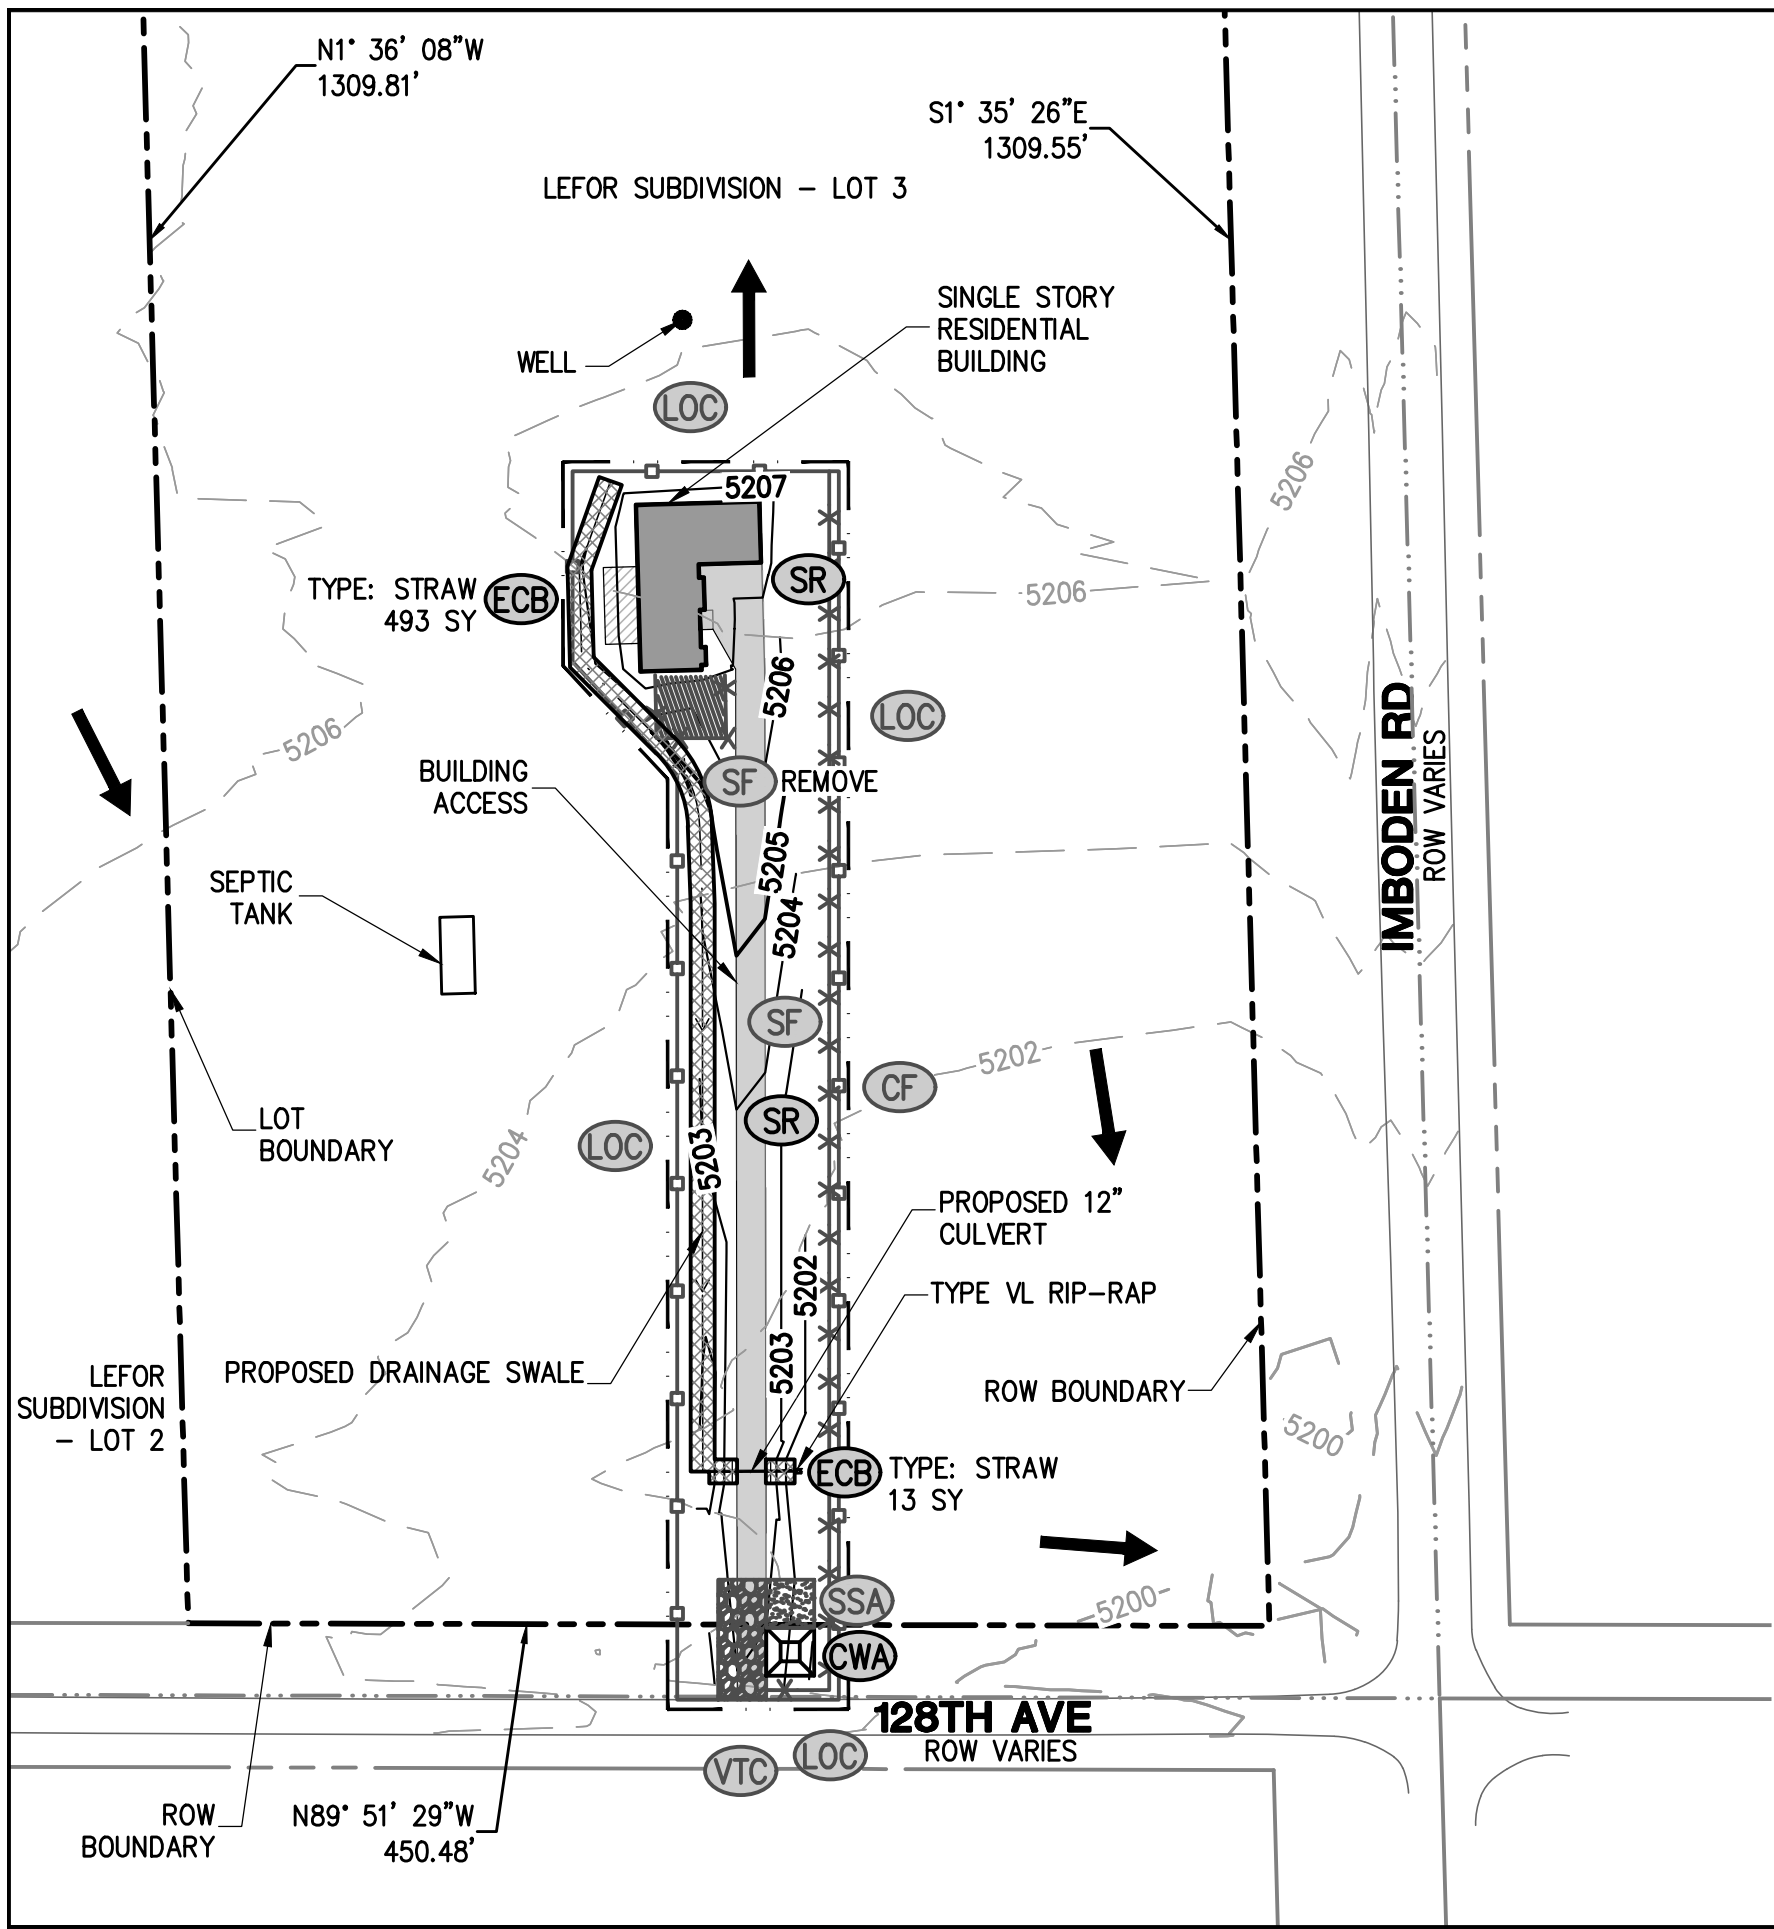 N1° 36' 08"W
1309.81'
S1° 35' 26"E
1309.55'
LEFOR SUBDIVISION - LOT 3
SINGLE STORY
RESIDENTIAL
BUILDING
WELL
LOC
5207
5206
SR
TYPE: STRAW
493 SY
ECB
5206
5206
LOC
5206
IMBODEN RD
ROW VARIES
BUILDING
ACCESS
SF
REMOVE
5205
SEPTIC
TANK
5204
SF
5202
CF
LOT
BOUNDARY
LOC
SR
5203
5204
PROPOSED 12"
CULVERT
5202
TYPE VL RIP-RAP
5203
PROPOSED DRAINAGE SWALE
LEFOR
SUBDIVISION
- LOT 2
ROW BOUNDARY
5200
ECB
TYPE: STRAW
13 SY
SSA
5200
CWA
128TH AVE
ROW VARIES
VTC
LOC
ROW
BOUNDARY
N89° 51' 29"W
450.48'